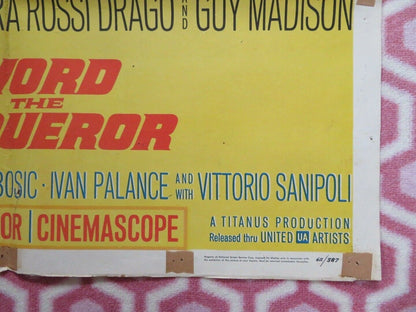 RA ROSSI DRAGO AND GUY MADISON
WORD
THE
QUEROR
BOSIC · IVAN PALANCE AND WITH VITTORIO SANIPOLI
OR | CINEMASCOPE
A TITANUS PRODUCTION
Released thru UNITED UA ARTISTS
62/387